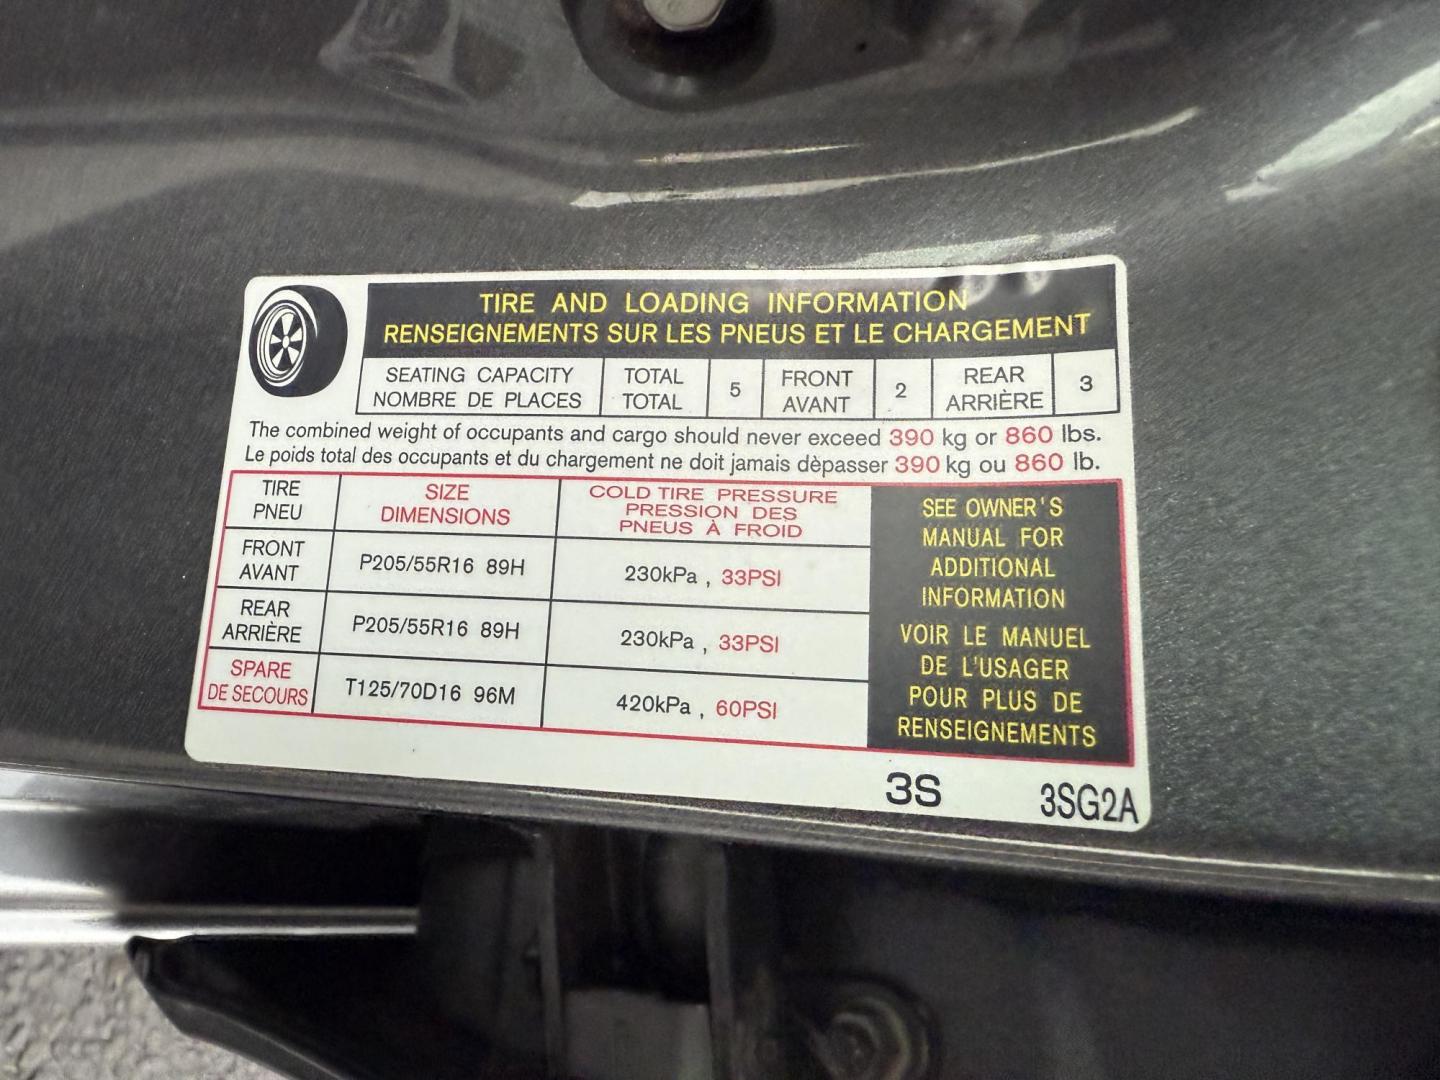 TIRE AND LOADING INFORMATION
RENSEIGNEMENTS SUR LES PNEUS ET LE CHARGEMENT
SEATING CAPACITY TOTAL 5 FRONT 2 REAR 3
NOMBRE DE PLACES TOTAL AVANT ARRIÈRE
The combined weight of occupants and cargo should never exceed 390 kg or 860 lbs.
Le poids total des occupants et du chargement ne doit jamais dèpasser 390 kg ou 860 lb.
TIRE
PNEU
SIZE
DIMENSIONS
COLD TIRE PRESSURE
PRESSION DES
PNEUS À FROID
FRONT
AVANT
P205/55R16 89H
230kPa , 33PSI
REAR
ARRIÈRE
P205/55R16 89H
230kPa , 33PSI
SPARE
DE SECOURS
T125/70D16 96M
420kPa , 60PSI
SEE OWNER'S
MANUAL FOR
ADDITIONAL
INFORMATION
VOIR LE MANUEL
DE L'USAGER
POUR PLUS DE
RENSEIGNEMENTS
3S 3SG2A